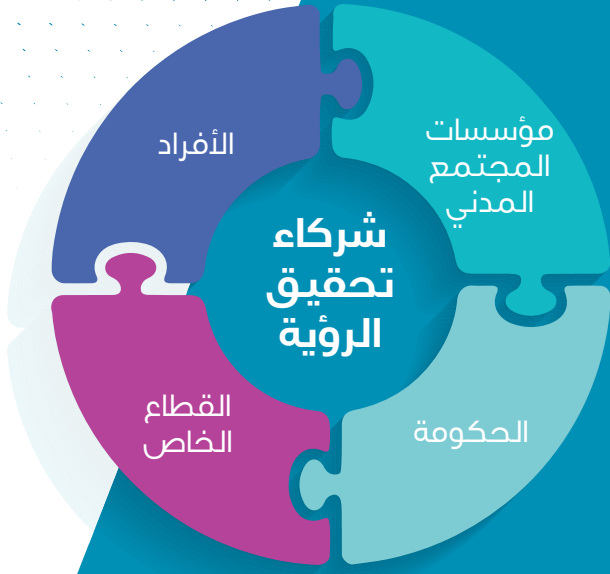 مؤسسات
المجتمع
المدني
الأفراد
شركاء
تحقيق
الرؤية
الحكومة
القطاع
الخاص